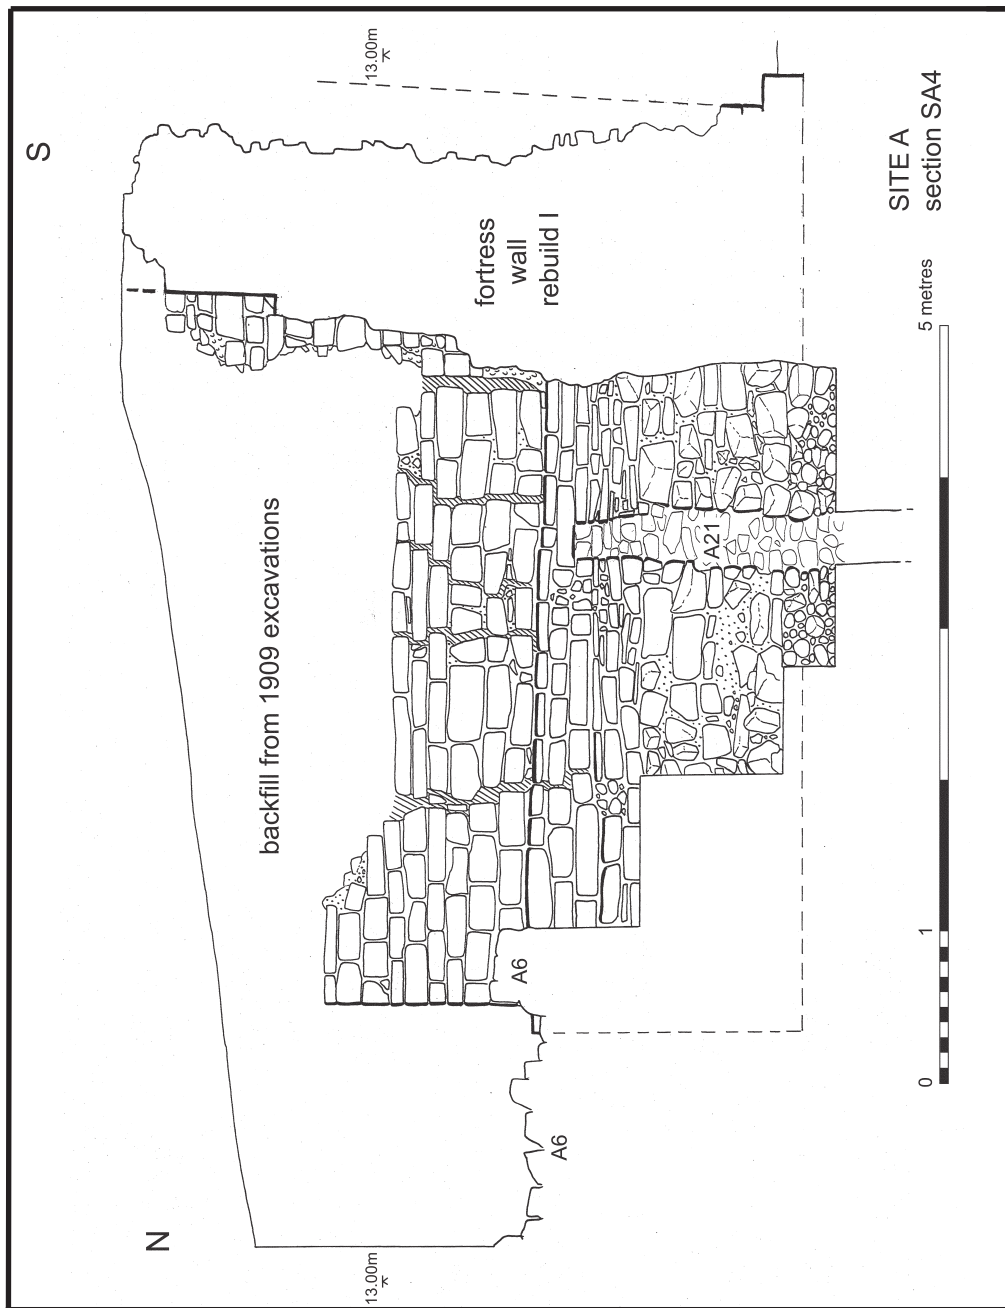 N
S
13.00m
13.00m
backfill from 1909 excavations
fortress
wall
rebuild I
A6
A6
A21
0
1
5 metres
SITE A
section SA4